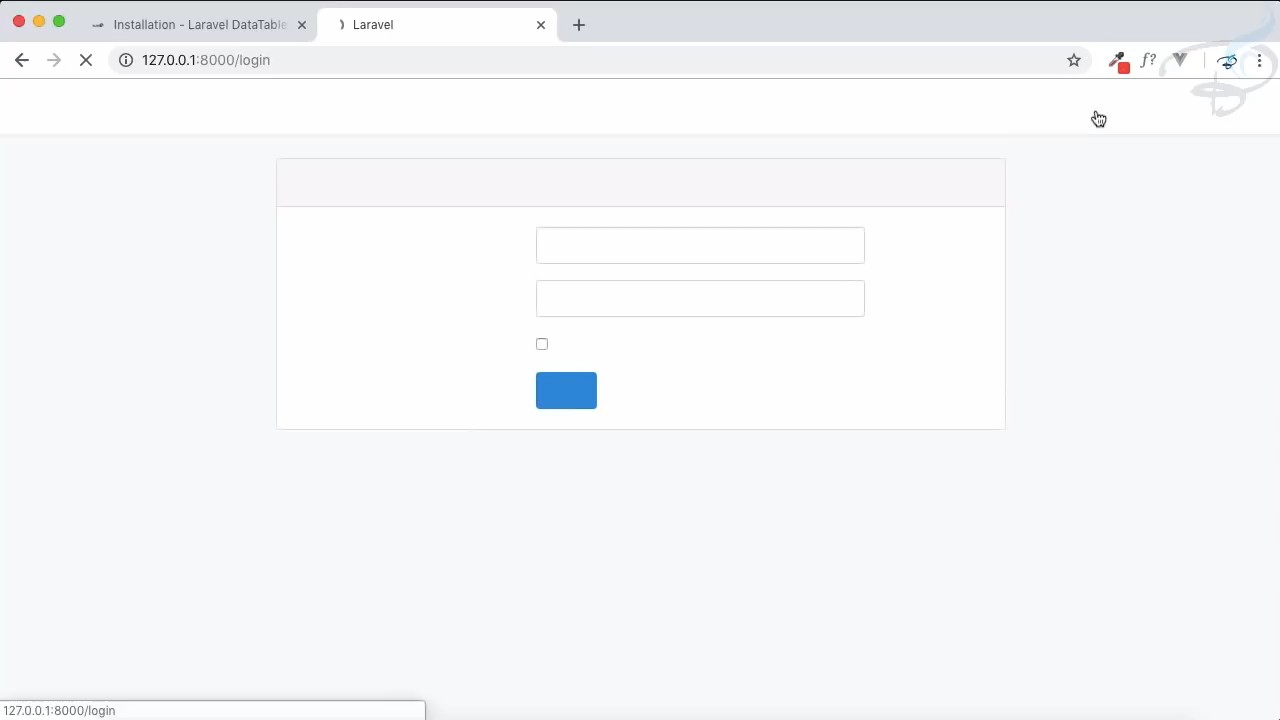 Installation - Laravel DataTable
Laravel
127.0.0.1:8000/login
f?
127.0.0.1:8000/login